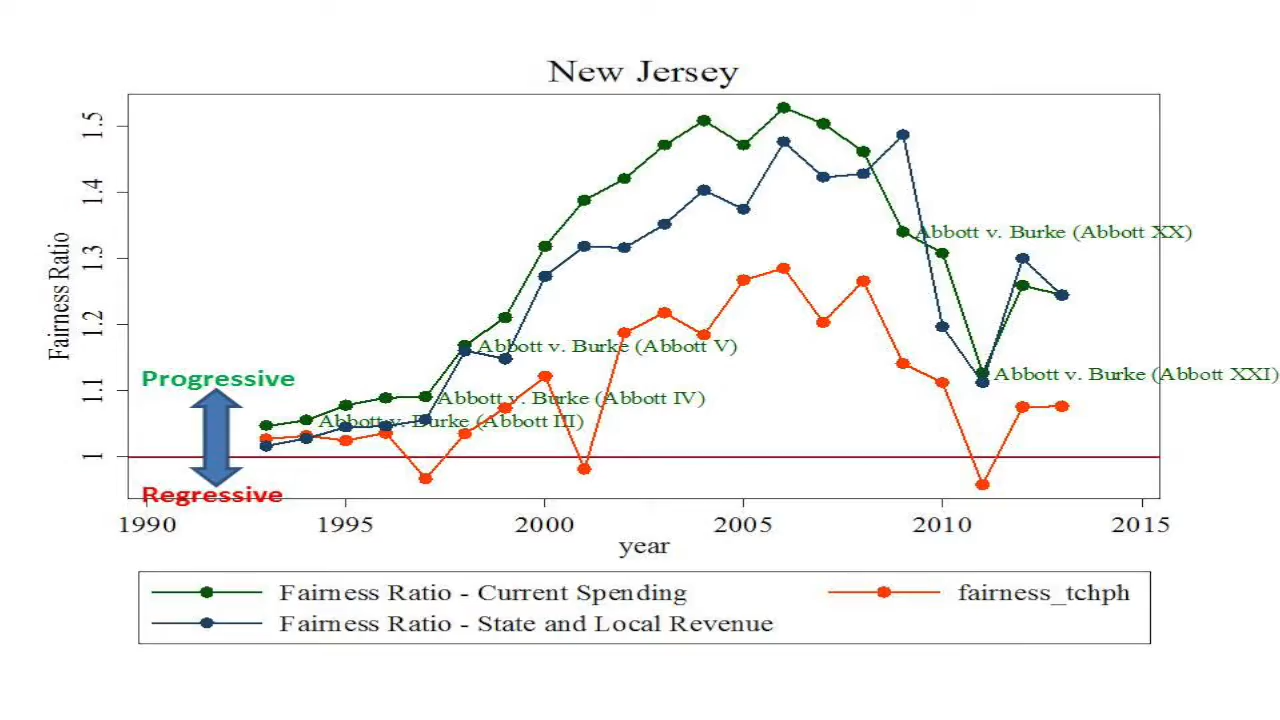 New Jersey
Fairness Ratio
1.5
1.4
1.3
1.2
1.1
1
Abbott v. Burke (Abbott XX)
Abbott v. Burke (Abbott V)
Abbott v. Burke (Abbott XXI)
Progressive
Abbott v. Burke (Abbott IV)
Abbott v. Burke (Abbott III)
Regressive
1990 1995 2000 2005 2010 2015
year
Fairness Ratio - Current Spending fairness_tchph
Fairness Ratio - State and Local Revenue